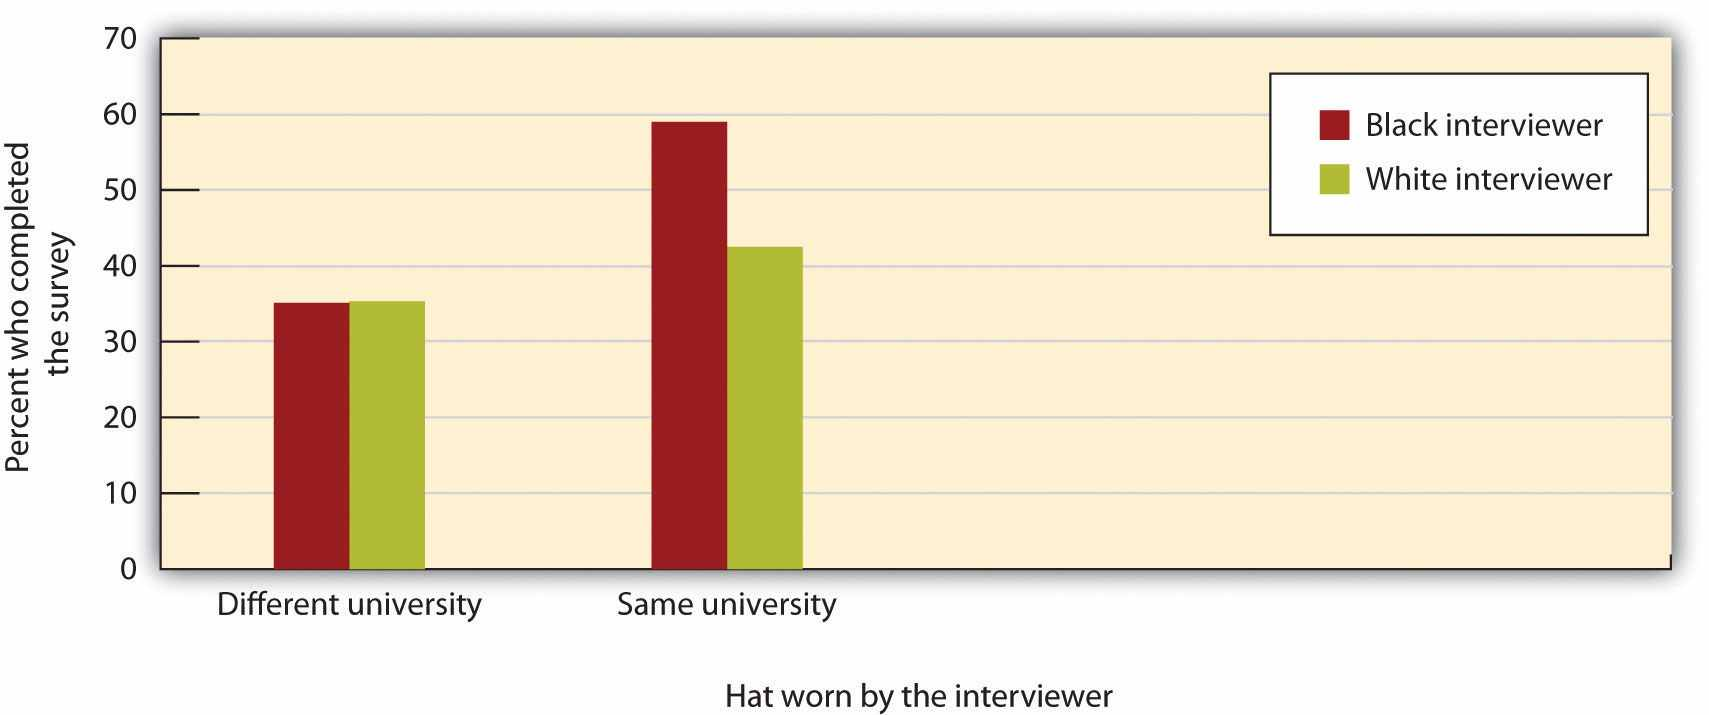 70
60
50
40
30
20
10
0
Percent who completed
the survey
Black interviewer
White interviewer
Different university
Same university
Hat worn by the interviewer